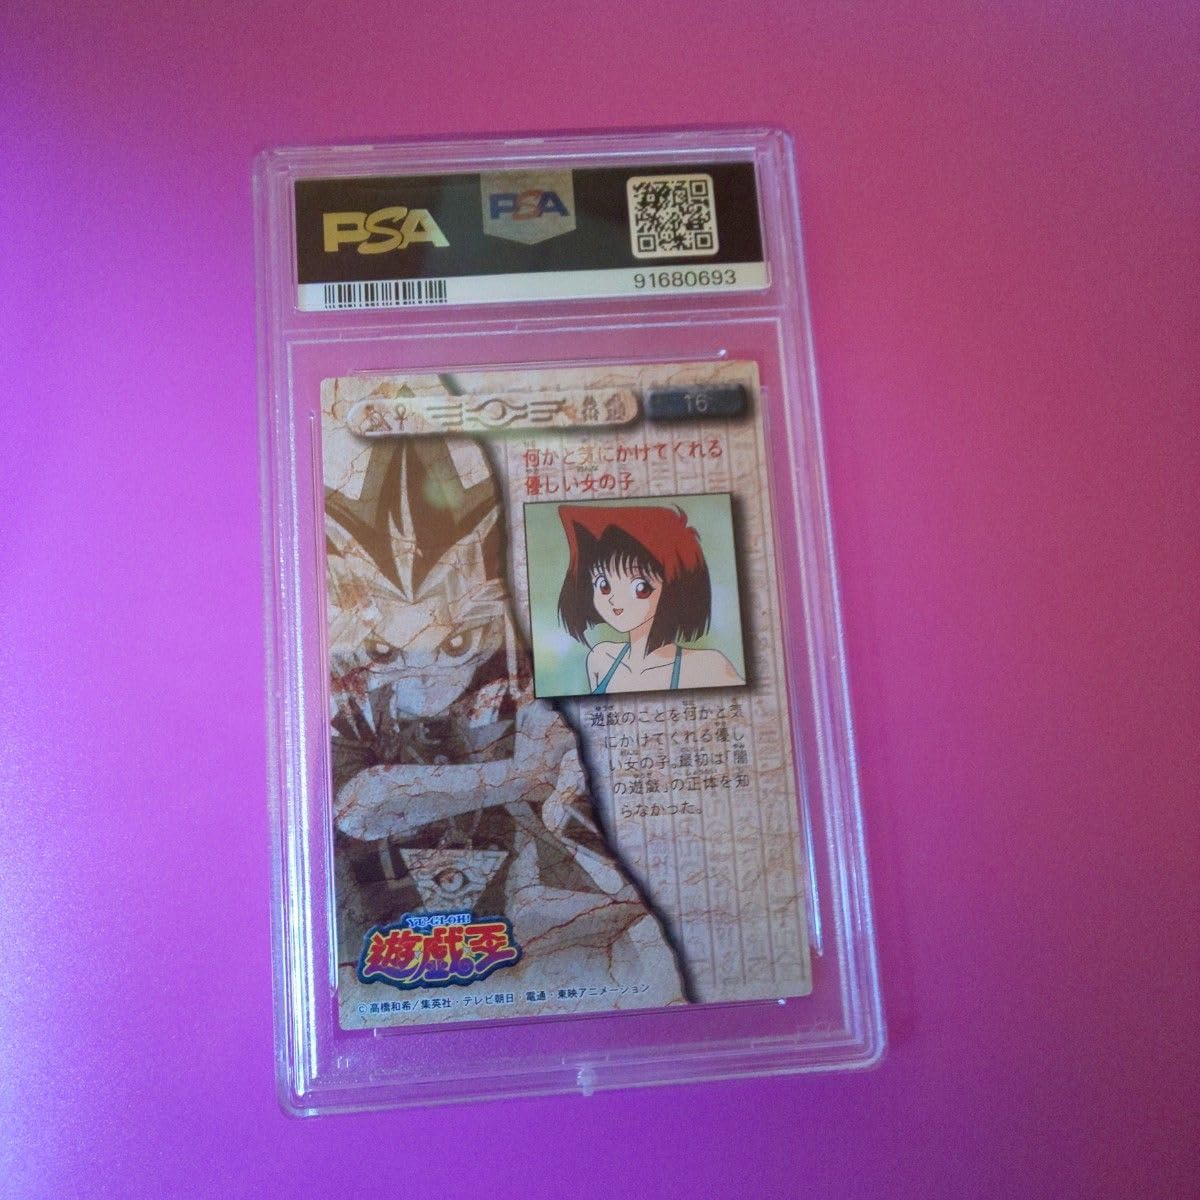 PSA
PSA
91680693
16
何かと気にかけてくれる
優しい女の子
遊戯のことを何かと気
にかけてくれる優し
い女の子。最初は「闇
の遊戯」の正体を知
らなかった。
YU-GI-OH!
遊戯王
©高橋和希/集英社・テレビ朝日・電通・東映アニメーション